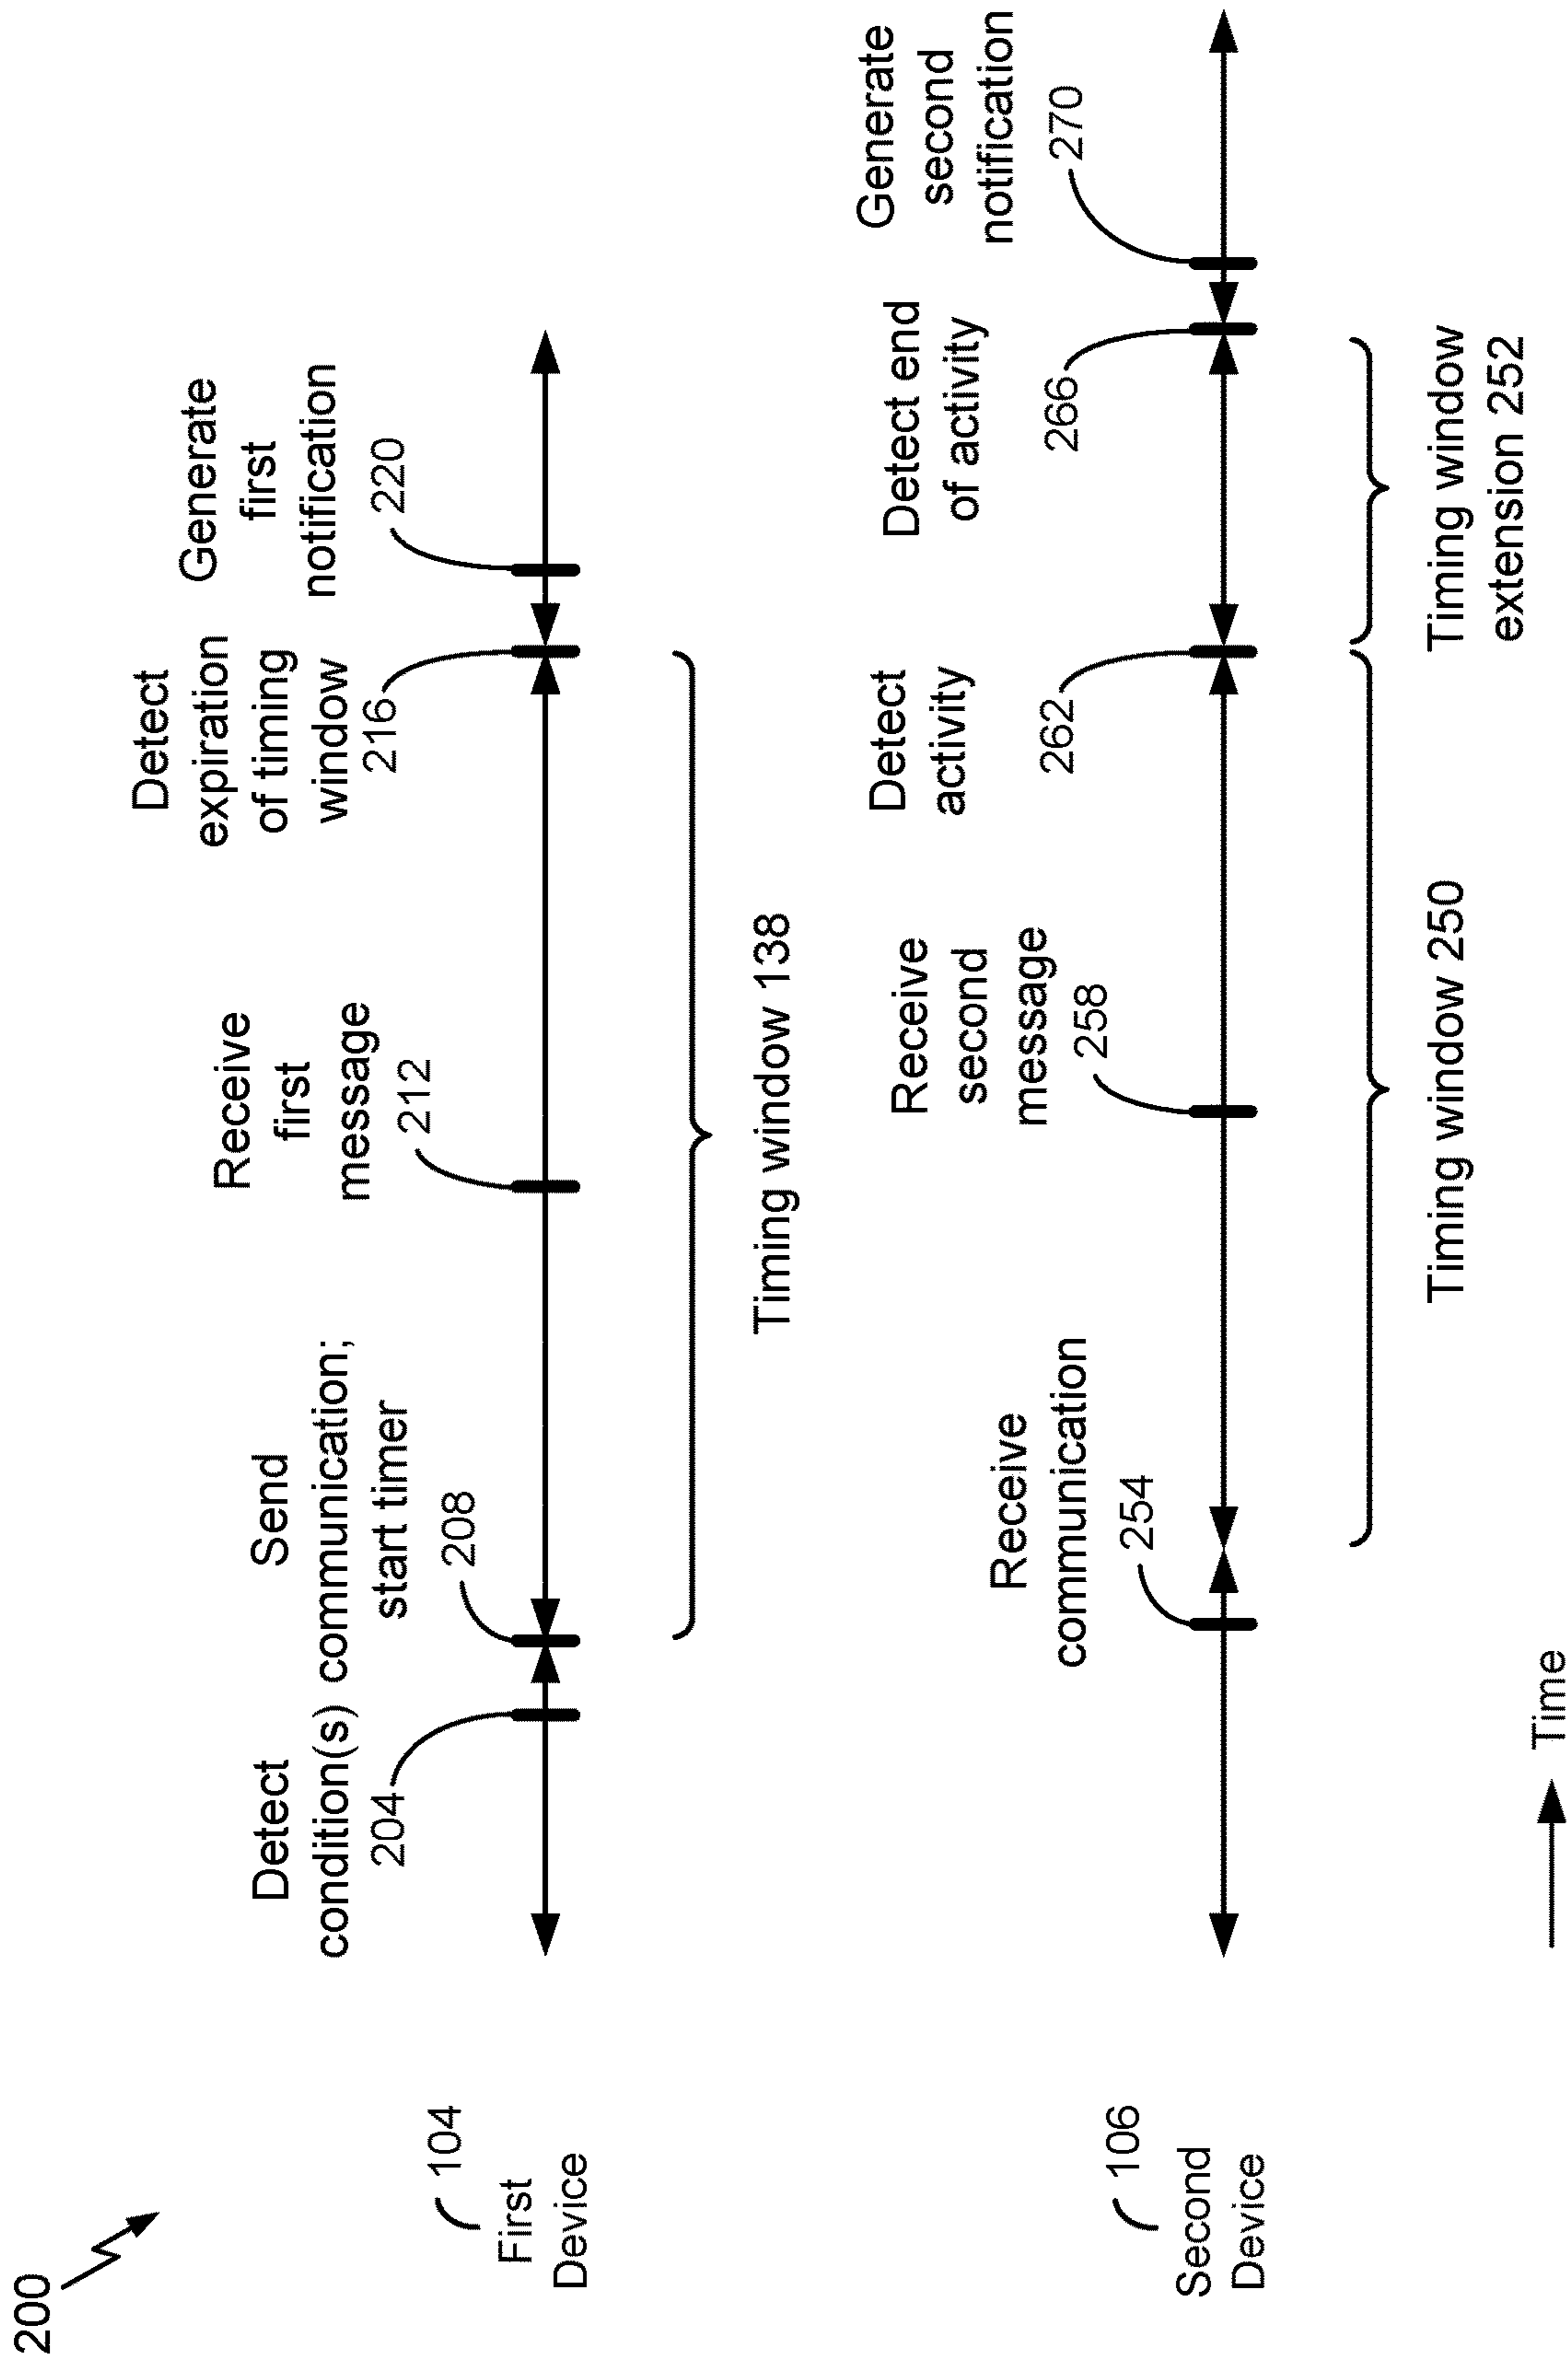 200
104
First
Device
Detect
condition(s)
204
Send
communication;
start timer
208
Receive
first
message
212
Detect
expiration
of timing
window
216
Generate
first
notification
220
Timing window 138
106
Second
Device
Receive
communication
254
Receive
second
message
258
Detect
activity
262
Detect end
of activity
266
Generate
second
notification
270
Timing window 250
Timing window
extension 252
Time